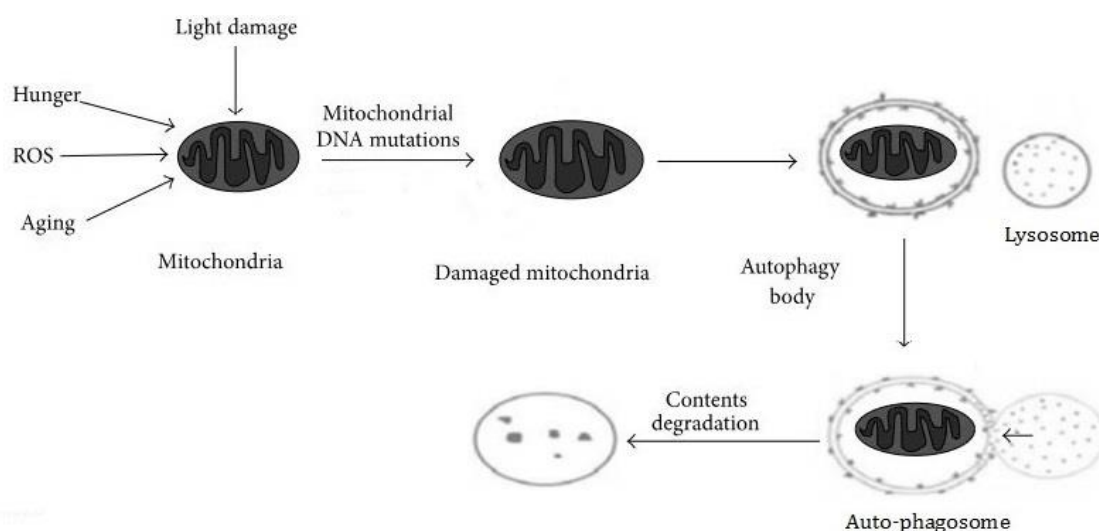 Light damage
Hunger
ROS
Aging
Mitochondrial
DNA mutations
Mitochondria
Damaged mitochondria
Lysosome
Autophagy
body
Contents
degradation
Auto-phagosome